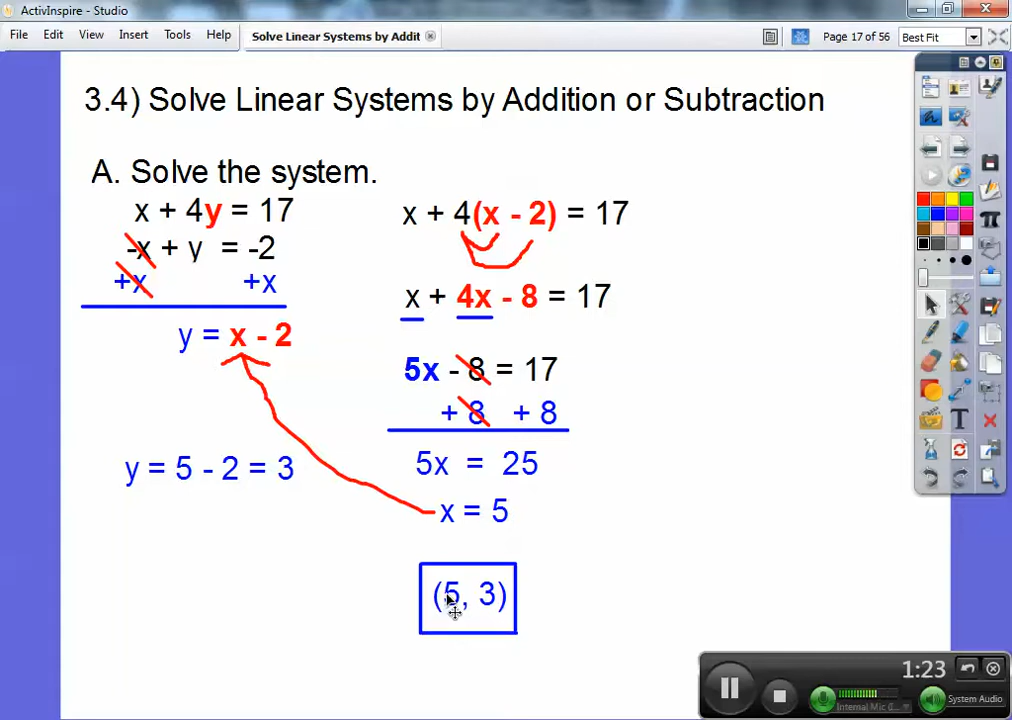 ActivInspire - Studio
File Edit View Insert Tools Help
Solve Linear Systems by Addit
Page 17 of 56
Best Fit
3.4) Solve Linear Systems by Addition or Subtraction
A. Solve the system.
x + 4y = 17
-x + y = -2
+x +x
y = x - 2
y = 5 - 2 = 3
x + 4(x - 2) = 17
x + 4x - 8 = 17
5x - 8 = 17
+ 8 + 8
5x = 25
x = 5
(5, 3)
1:23
Internal Mic (I
System Audio